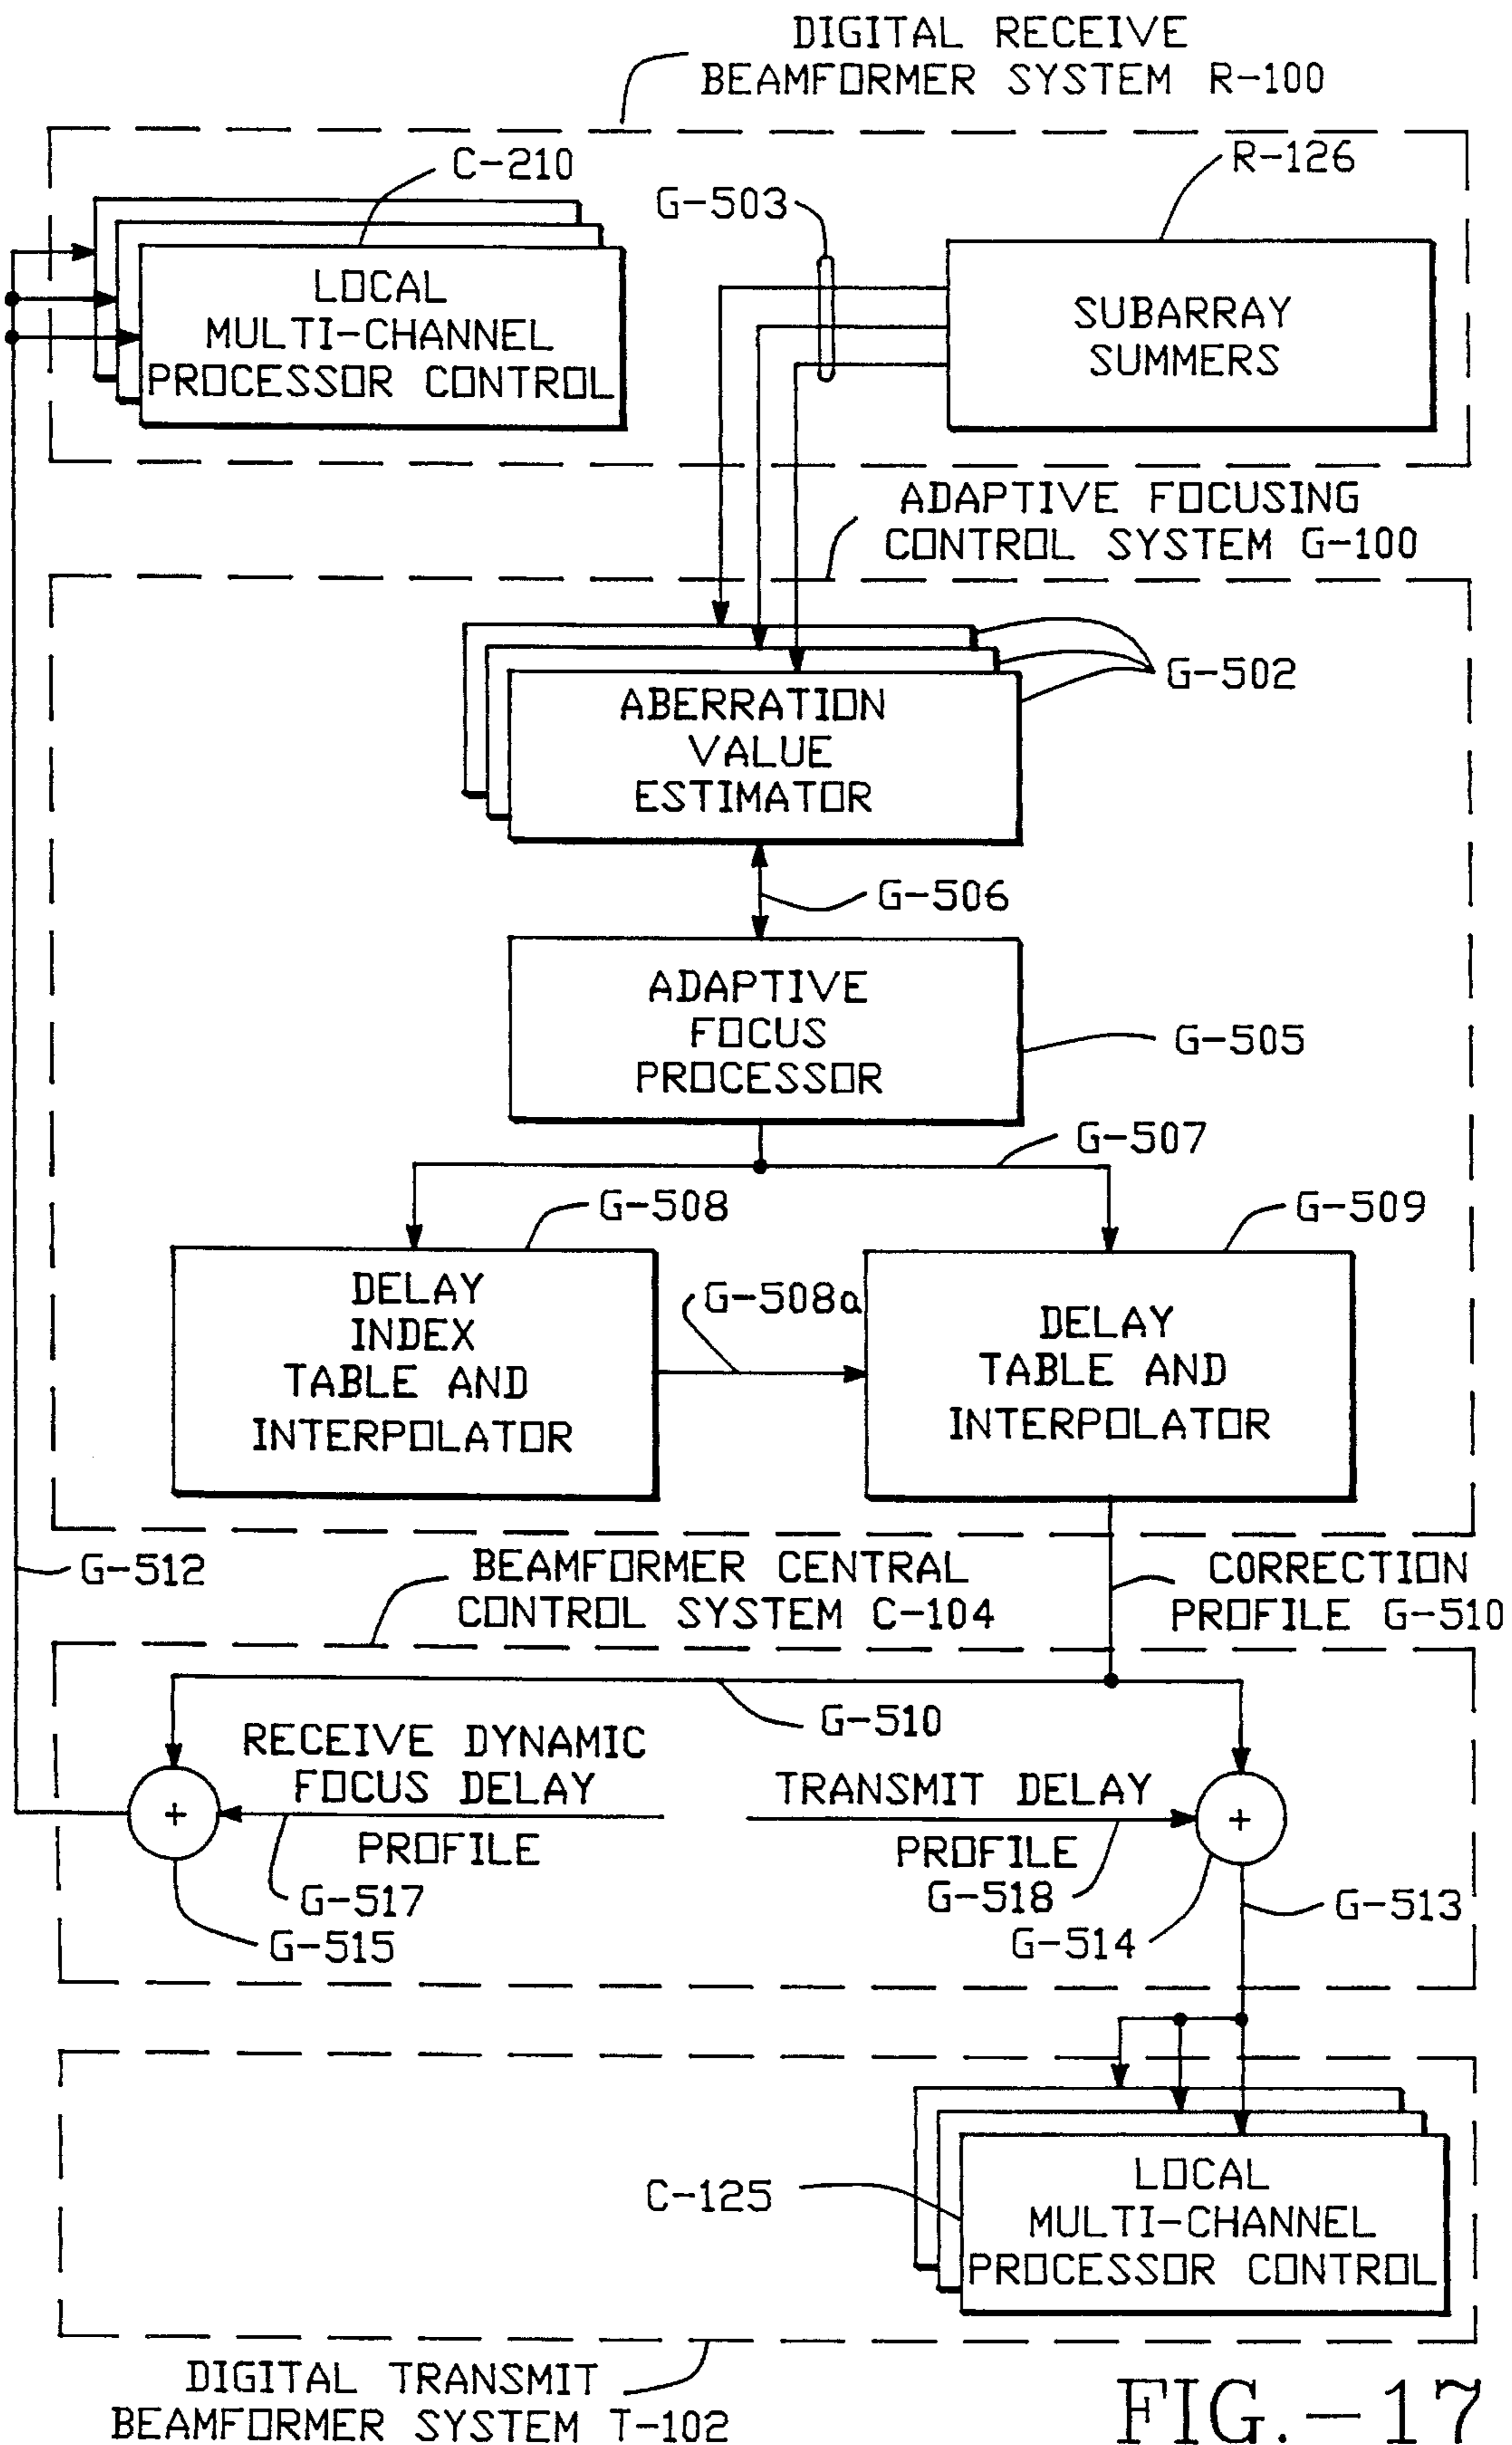 DIGITAL RECEIVE
BEAMFORMER SYSTEM R-100
C-210
R-126
G-503
LOCAL
MULTI-CHANNEL
PROCESSOR CONTROL
SUBARRAY
SUMMERS
ADAPTIVE FOCUSING
CONTROL SYSTEM G-100
G-502
ABERRATION
VALUE
ESTIMATOR
G-506
ADAPTIVE
FOCUS
PROCESSOR
G-505
G-507
G-508
G-509
DELAY
INDEX
TABLE AND
INTERPOLATOR
G-508a
DELAY
TABLE AND
INTERPOLATOR
G-512
BEAMFORMER CENTRAL
CONTROL SYSTEM C-104
CORRECTION
PROFILE G-510
G-510
RECEIVE DYNAMIC
FOCUS DELAY
PROFILE
TRANSMIT DELAY
PROFILE
+
+
G-517
G-518
G-513
G-515
G-514
C-125
LOCAL
MULTI-CHANNEL
PROCESSOR CONTROL
DIGITAL TRANSMIT
BEAMFORMER SYSTEM T-102
FIG.-17